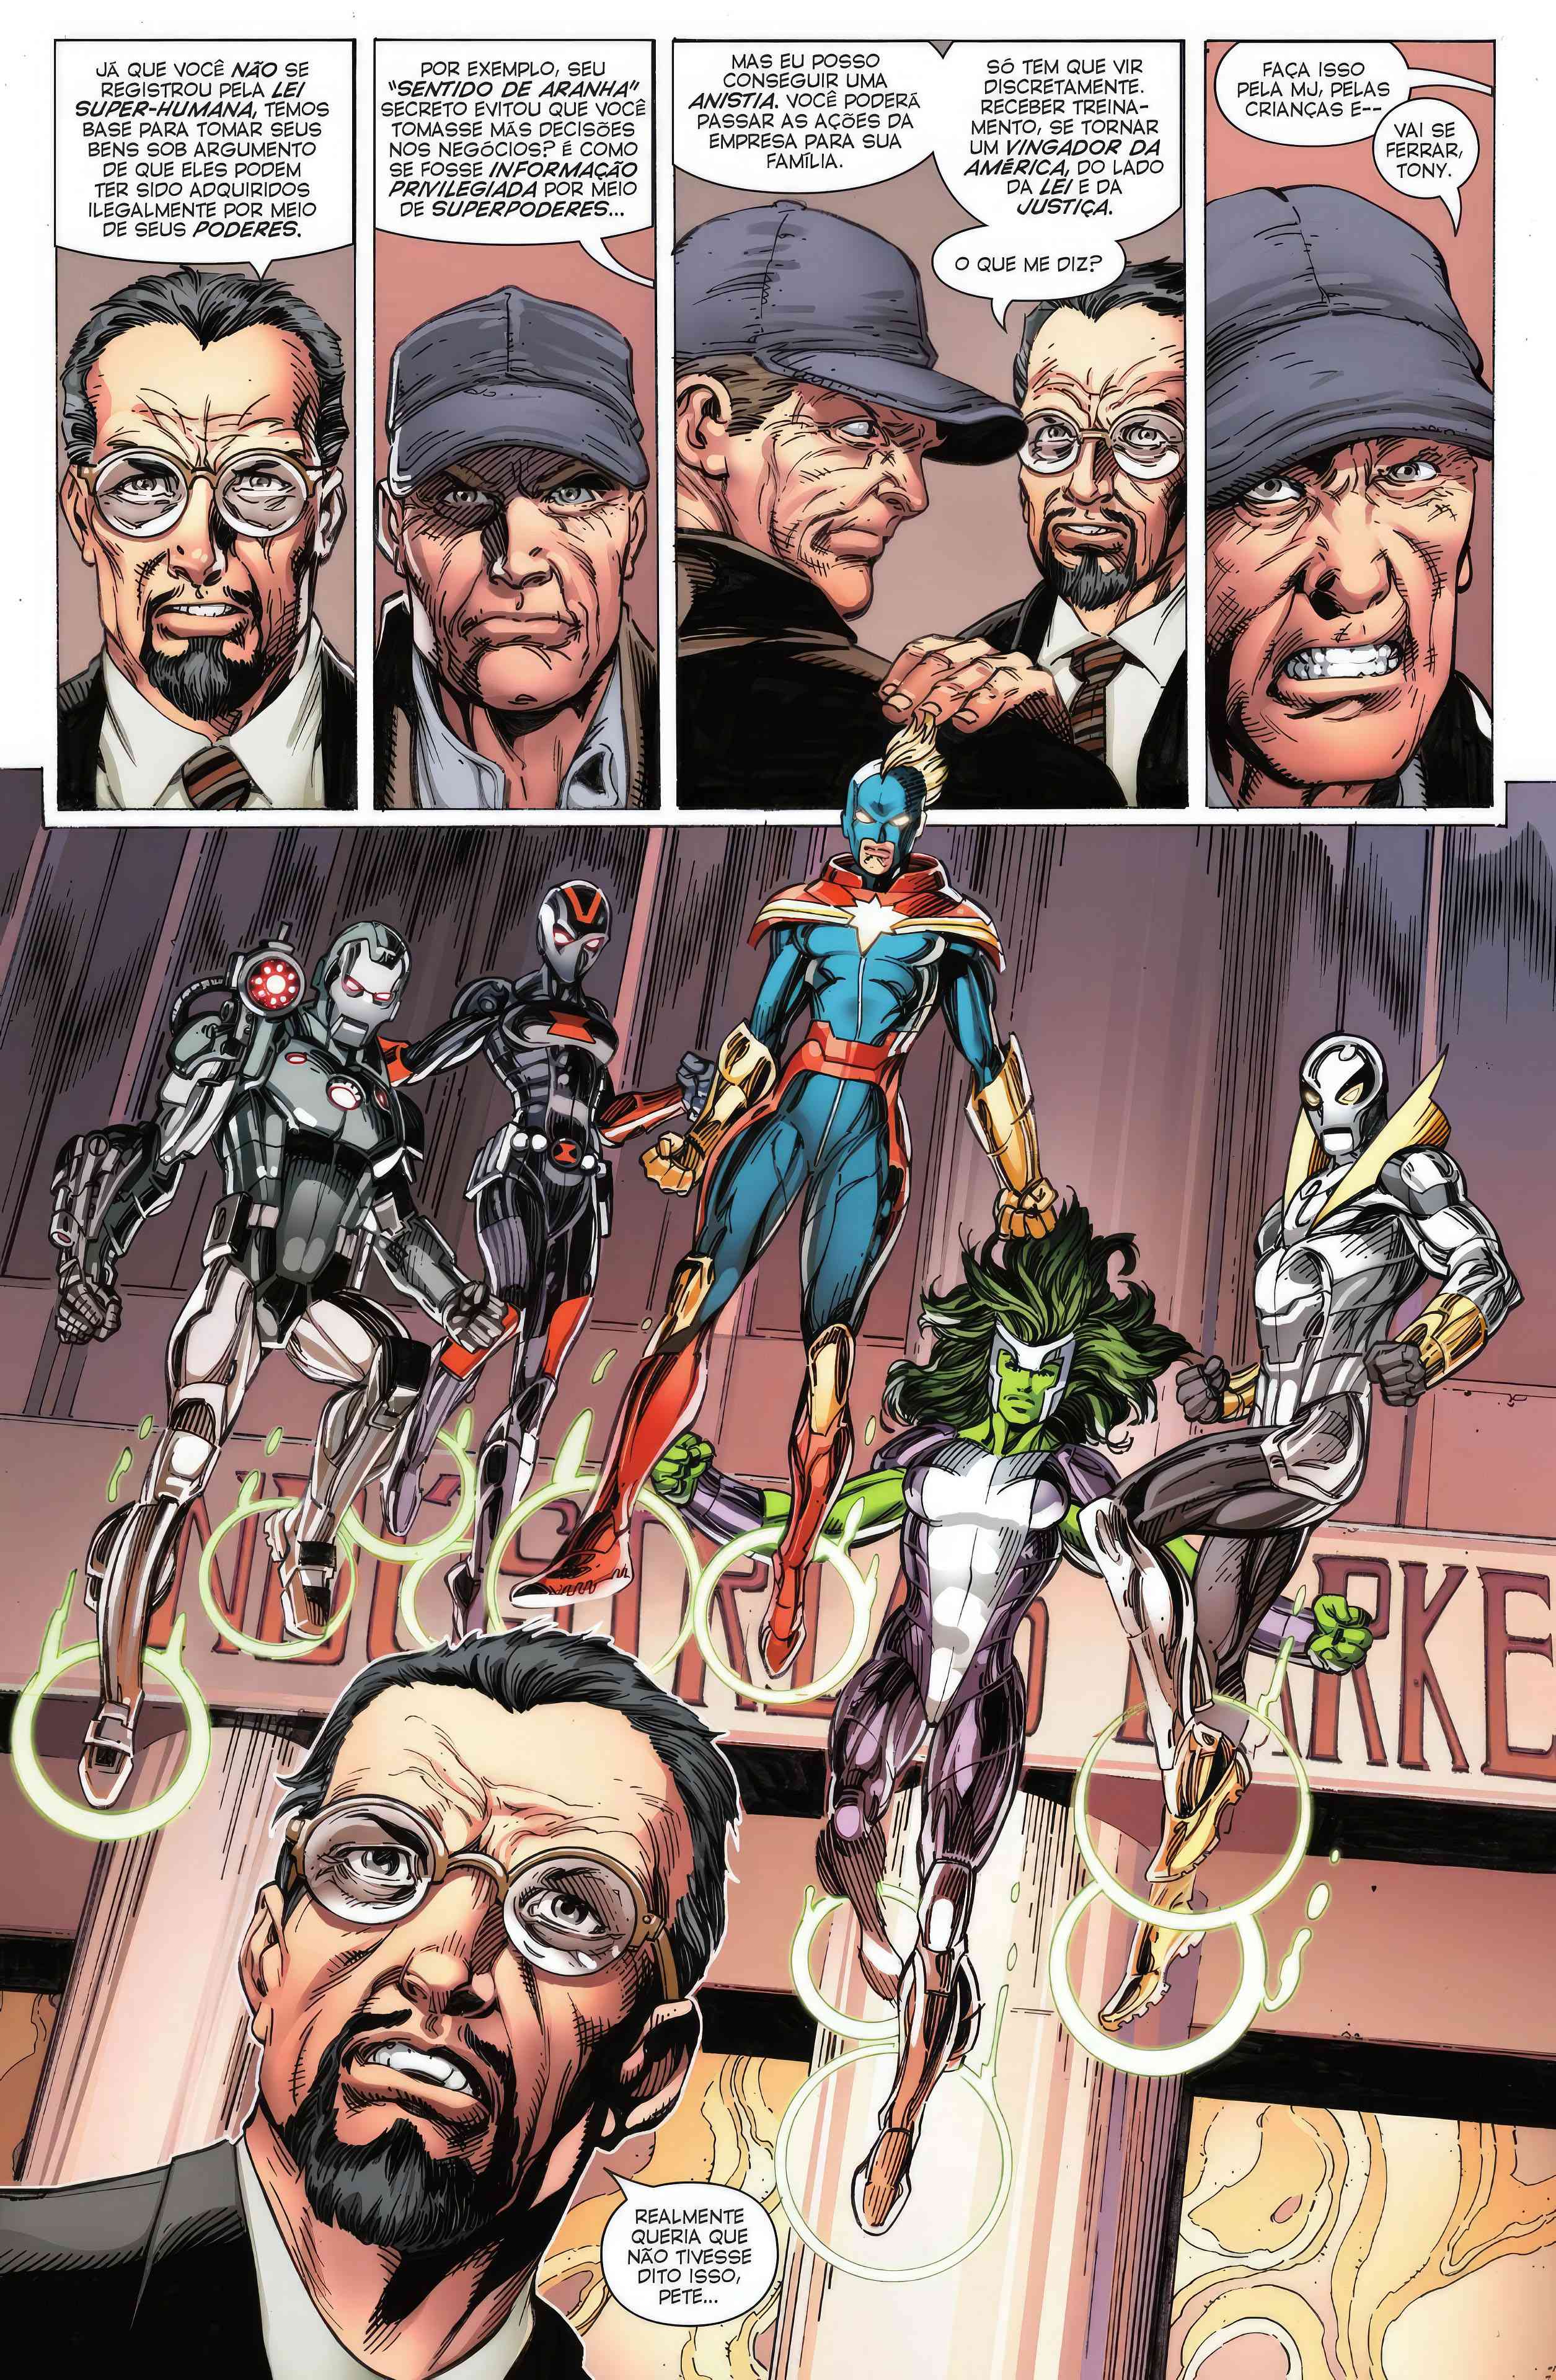 JÁ QUE VOCÊ NÃO SE
REGISTROU PELA LEI
SUPER-HUMANA, TEMOS
BASE PARA TOMAR SEUS
BENS SOB ARGUMENTO
DE QUE ELES PODEM
TER SIDO ADQUIRIDOS
ILEGALMENTE POR MEIO
DE SEUS PODERES.
POR EXEMPLO, SEU
"SENTIDO DE ARANHA"
SECRETO EVITOU QUE VOCÊ
TOMASSE MÁS DECISÕES
NOS NEGÓCIOS? É COMO
SE FOSSE INFORMAÇÃO
PRIVILEGIADA POR MEIO
DE SUPERPODERES...
MAS EU POSSO
CONSEGUIR UMA
ANISTIA. VOCÊ PODERÁ
PASSAR AS AÇÕES DA
EMPRESA PARA SUA
FAMÍLIA.
SÓ TEM QUE VIR
DISCRETAMENTE.
RECEBER TREINA-
MENTO, SE TORNAR
UM VINGADOR DA
AMÉRICA, DO LADO
DA LEI E DA
JUSTIÇA.
O QUE ME DIZ?
FAÇA ISSO
PELA MJ, PELAS
CRIANÇAS E--
VAI SE
FERRAR,
TONY.
REALMENTE
QUERIA QUE
NÃO TIVESSE
DITO ISSO,
PETE...